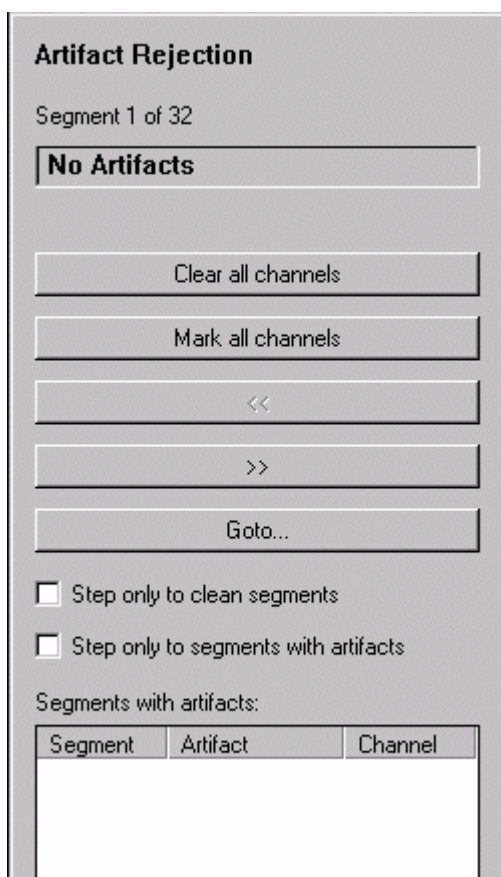 Artifact Rejection
Segment 1 of 32
No Artifacts
Clear all channels
Mark all channels
<<
>>
Goto...
Step only to clean segments
Step only to segments with artifacts
Segments with artifacts:
Segment Artifact Channel